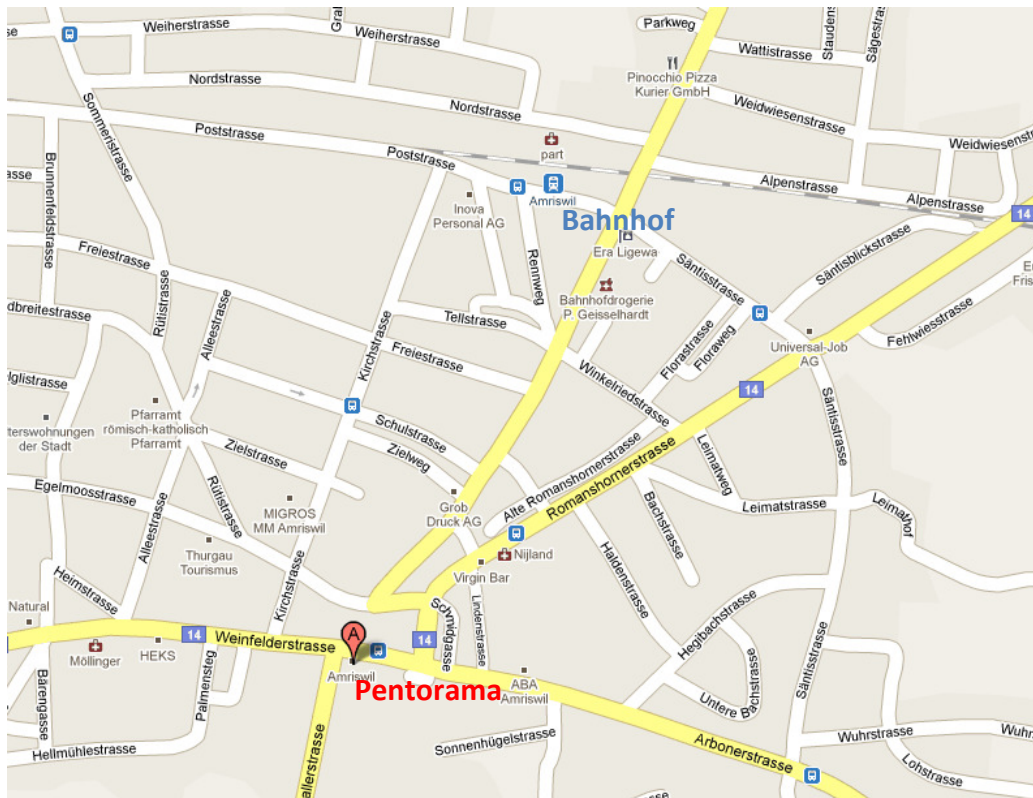 Weiherstrasse
Weiherstrasse
Parkweg
Wattistrasse
Sägestrasse
Pinocchio Pizza
Kurier GmbH
Nordstrasse
Nordstrasse
Weidwiesenstrasse
Sommeristrasse
Poststrasse
Poststrasse
part
Amriswil
Bahnhof
Alpenstrasse
Alpenstrasse
14
Brunnenfeldstrasse
Inova
Personal AG
Rennweg
Era Ligewa
Säntisstrasse
Säntisblickstrasse
Freiestrasse
Rütistrasse
Alleestrasse
Kirchstrasse
Tellstrasse
Bahnhofdrogerie
P. Geisselhardt
Florastrasse
Floraweg
Universal-Job
AG
Fehlwiesstrasse
Freiestrasse
Winkelriedstrasse
14
Pfarramt
römisch-katholisch
Pfarramt
der Stadt
Schulstrasse
Zielweg
Zielstrasse
Säntisstrasse
Leimatweg
Romanshornerstrasse
Alte Romanshornerstrasse
Egelmoosstrasse
Rütistrasse
MIGROS
MM Amriswil
Grob
Druck AG
Bachstrasse
Leimatstrasse
Leimathof
Alleestrasse
Thurgau
Tourismus
Kirchstrasse
Nijland
Virgin Bar
Haldenstrasse
Heimstrasse
Natural
Schmidgasse
Lindenstrasse
Hegibachstrasse
14
Weinfelderstrasse
A
14
Möllinger
HEKS
Palmensteg
Amriswil
Pentorama
ABA
Amriswil
Untere Bachstrasse
Säntisstrasse
Bärengasse
Hellmühlestrasse
Sonnenhügelstrasse
Arbonerstrasse
Wuhrstrasse
Lohstrasse